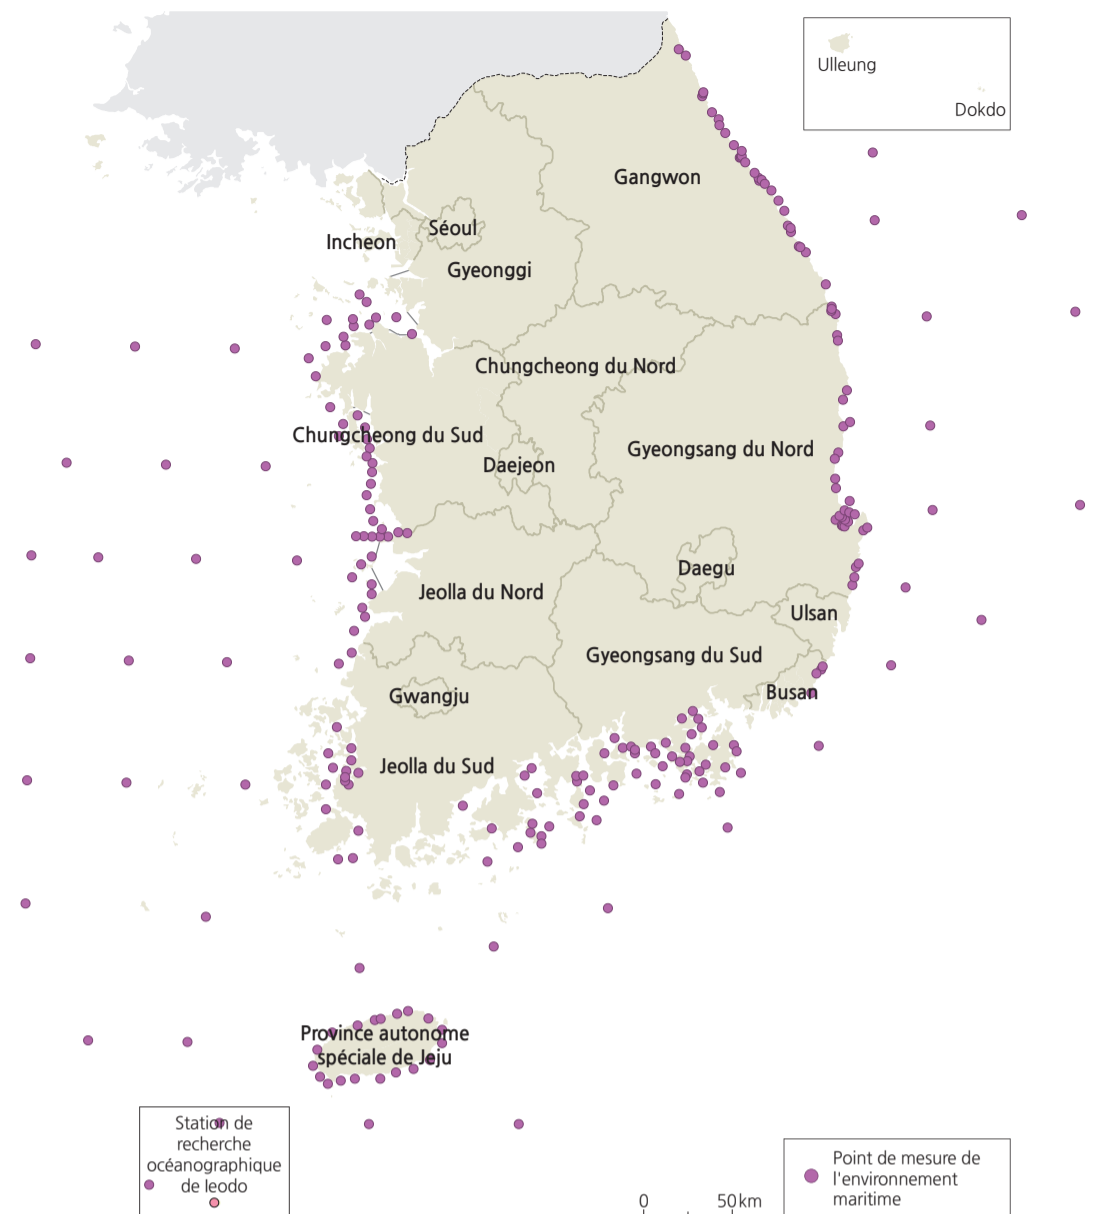 Ulleung
Dokdo
Gangwon
Séoul
Incheon
Gyeonggi
Chungcheong du Nord
Chungcheong du Sud
Gyeongsang du Nord
Daejeon
Daegu
Jeolla du Nord
Ulsan
Gyeongsang du Sud
Gwangju
Busan
Jeolla du Sud
Province autonome
spéciale de Jeju
Station de
recherche
océanographique
de Ieodo
Point de mesure de
l'environnement
maritime
0 50km